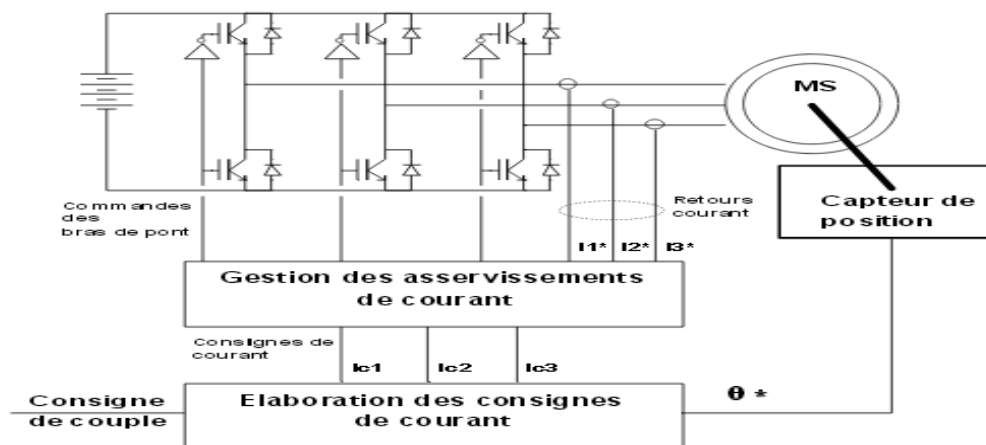 MS
Capteur de
position
Commandes
des
bras de pont
Retours
courant
I1* I2* I3*
Gestion des asservissements
de courant
Consignes de
courant
Ic1 Ic2 Ic3
Consigne
de couple
Elaboration des consignes
de courant
θ *